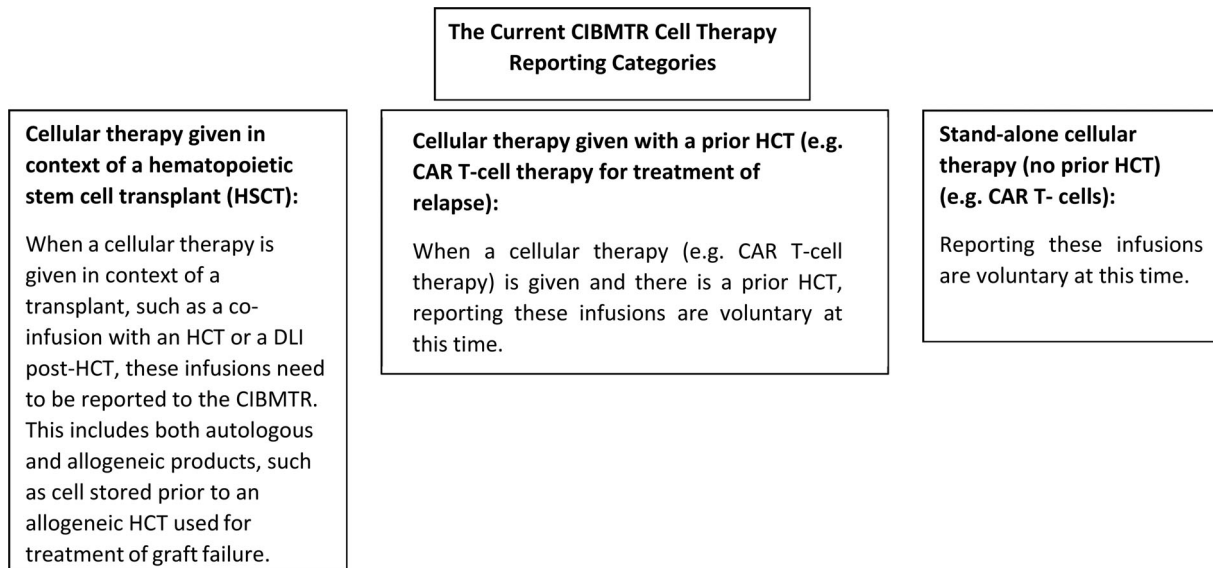 The Current CIBMTR Cell Therapy
Reporting Categories
Cellular therapy given in
context of a hematopoietic
stem cell transplant (HSCT):
When a cellular therapy is
given in context of a
transplant, such as a co-
infusion with an HCT or a DLI
post-HCT, these infusions need
to be reported to the CIBMTR.
This includes both autologous
and allogeneic products, such
as cell stored prior to an
allogeneic HCT used for
treatment of graft failure.
Cellular therapy given with a prior HCT (e.g.
CAR T-cell therapy for treatment of
relapse):
When a cellular therapy (e.g. CAR T-cell
therapy) is given and there is a prior HCT,
reporting these infusions are voluntary at
this time.
Stand-alone cellular
therapy (no prior HCT)
(e.g. CAR T- cells):
Reporting these infusions
are voluntary at this time.